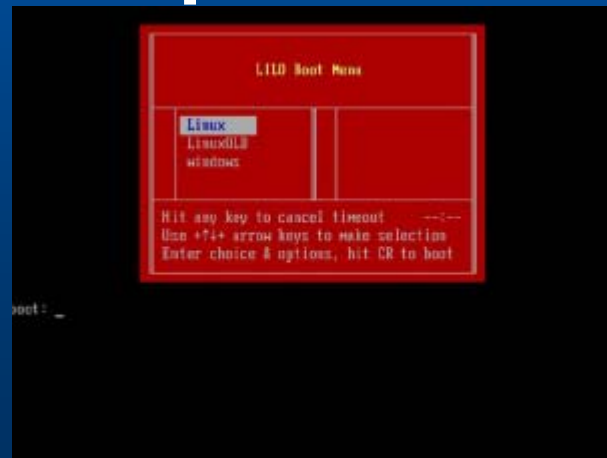 LILO Boot Menu
Linux
LinuxOLD
windows
Hit any key to cancel timeout --:--
Use ←↑↓→ arrow keys to make selection
Enter choice & options, hit CR to boot
boot: _